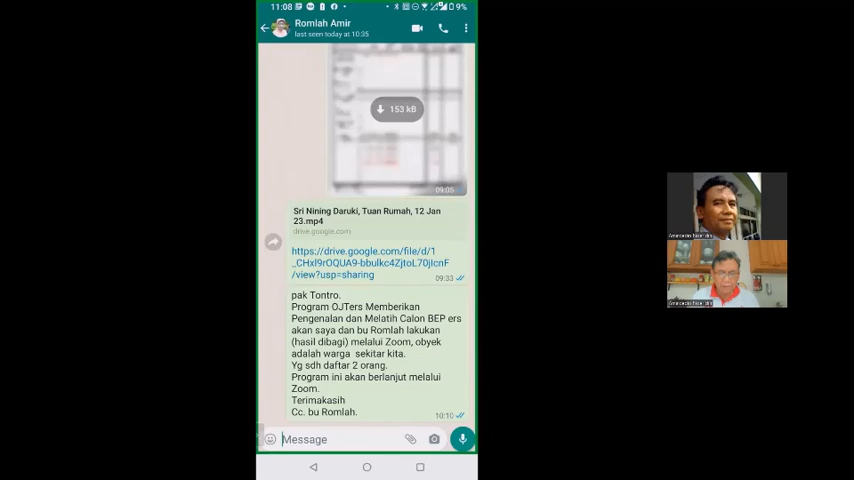 11:08
9%
Romlah Amir
last seen today at 10:35
153 kB
09:05
Sri Nining Daruki, Tuan Rumah, 12 Jan
23.mp4
drive.google.com
https://drive.google.com/file/d/1
_CHxl9rOQUA9-bbulkc4ZjtoL70jIcnF
/view?usp=sharing
09:33
pak Tontro.
Program OJTers Memberikan
Pengenalan dan Melatih Calon BEP ers
akan saya dan bu Romlah lakukan
(hasil dibagi) melalui Zoom, obyek
adalah warga sekitar kita.
Yg sdh daftar 2 orang.
Program ini akan berlanjut melalui
Zoom.
Terimakasih
Cc. bu Romlah.
10:10
Message